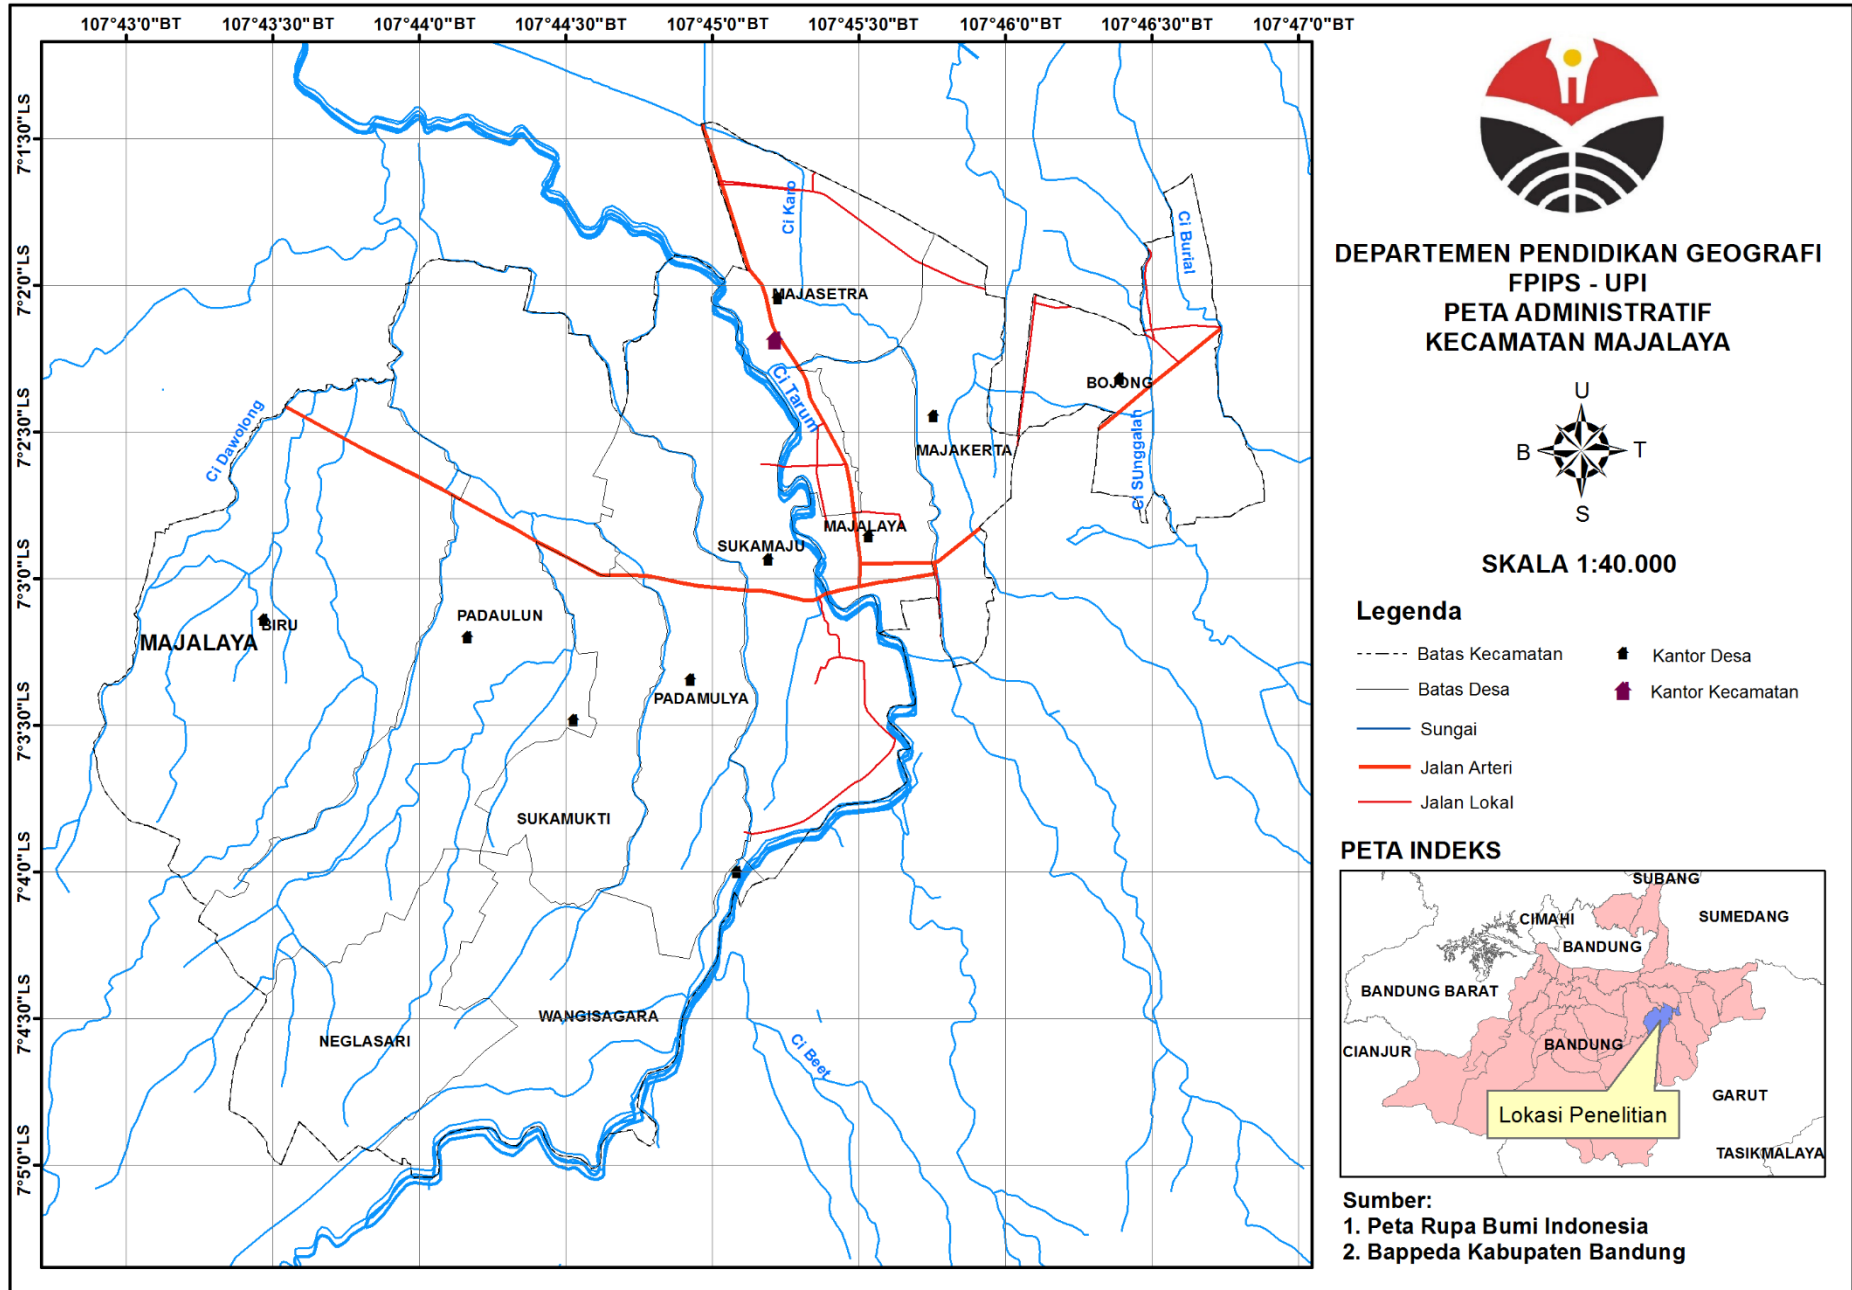 107°43'0"BT
107°43'30"BT
107°44'0"BT
107°44'30"BT
107°45'0"BT
107°45'30"BT
107°46'0"BT
107°46'30"BT
107°47'0"BT
7°1'30"LS
7°2'0"LS
7°2'30"LS
7°3'0"LS
7°3'30"LS
7°4'0"LS
7°4'30"LS
7°5'0"LS
Ci Karo
Ci Burial
MAJASETRA
Ci Tarum
BOJONG
Ci Dawolong
MAJAKERTA
Ci SUnggalah
MAJALAYA
SUKAMAJU
PADAULUN
BIRU
MAJALAYA
PADAMULYA
SUKAMUKTI
WANGISAGARA
NEGLASARI
Ci Beet
DEPARTEMEN PENDIDIKAN GEOGRAFI
FPIPS - UPI
PETA ADMINISTRATIF
KECAMATAN MAJALAYA
U
B
T
S
SKALA 1:40.000
Legenda
Batas Kecamatan
Batas Desa
Sungai
Jalan Arteri
Jalan Lokal
Kantor Desa
Kantor Kecamatan
PETA INDEKS
SUBANG
CIMAHI
SUMEDANG
BANDUNG
BANDUNG BARAT
BANDUNG
CIANJUR
GARUT
Lokasi Penelitian
TASIKMALAYA
Sumber:
1. Peta Rupa Bumi Indonesia
2. Bappeda Kabupaten Bandung